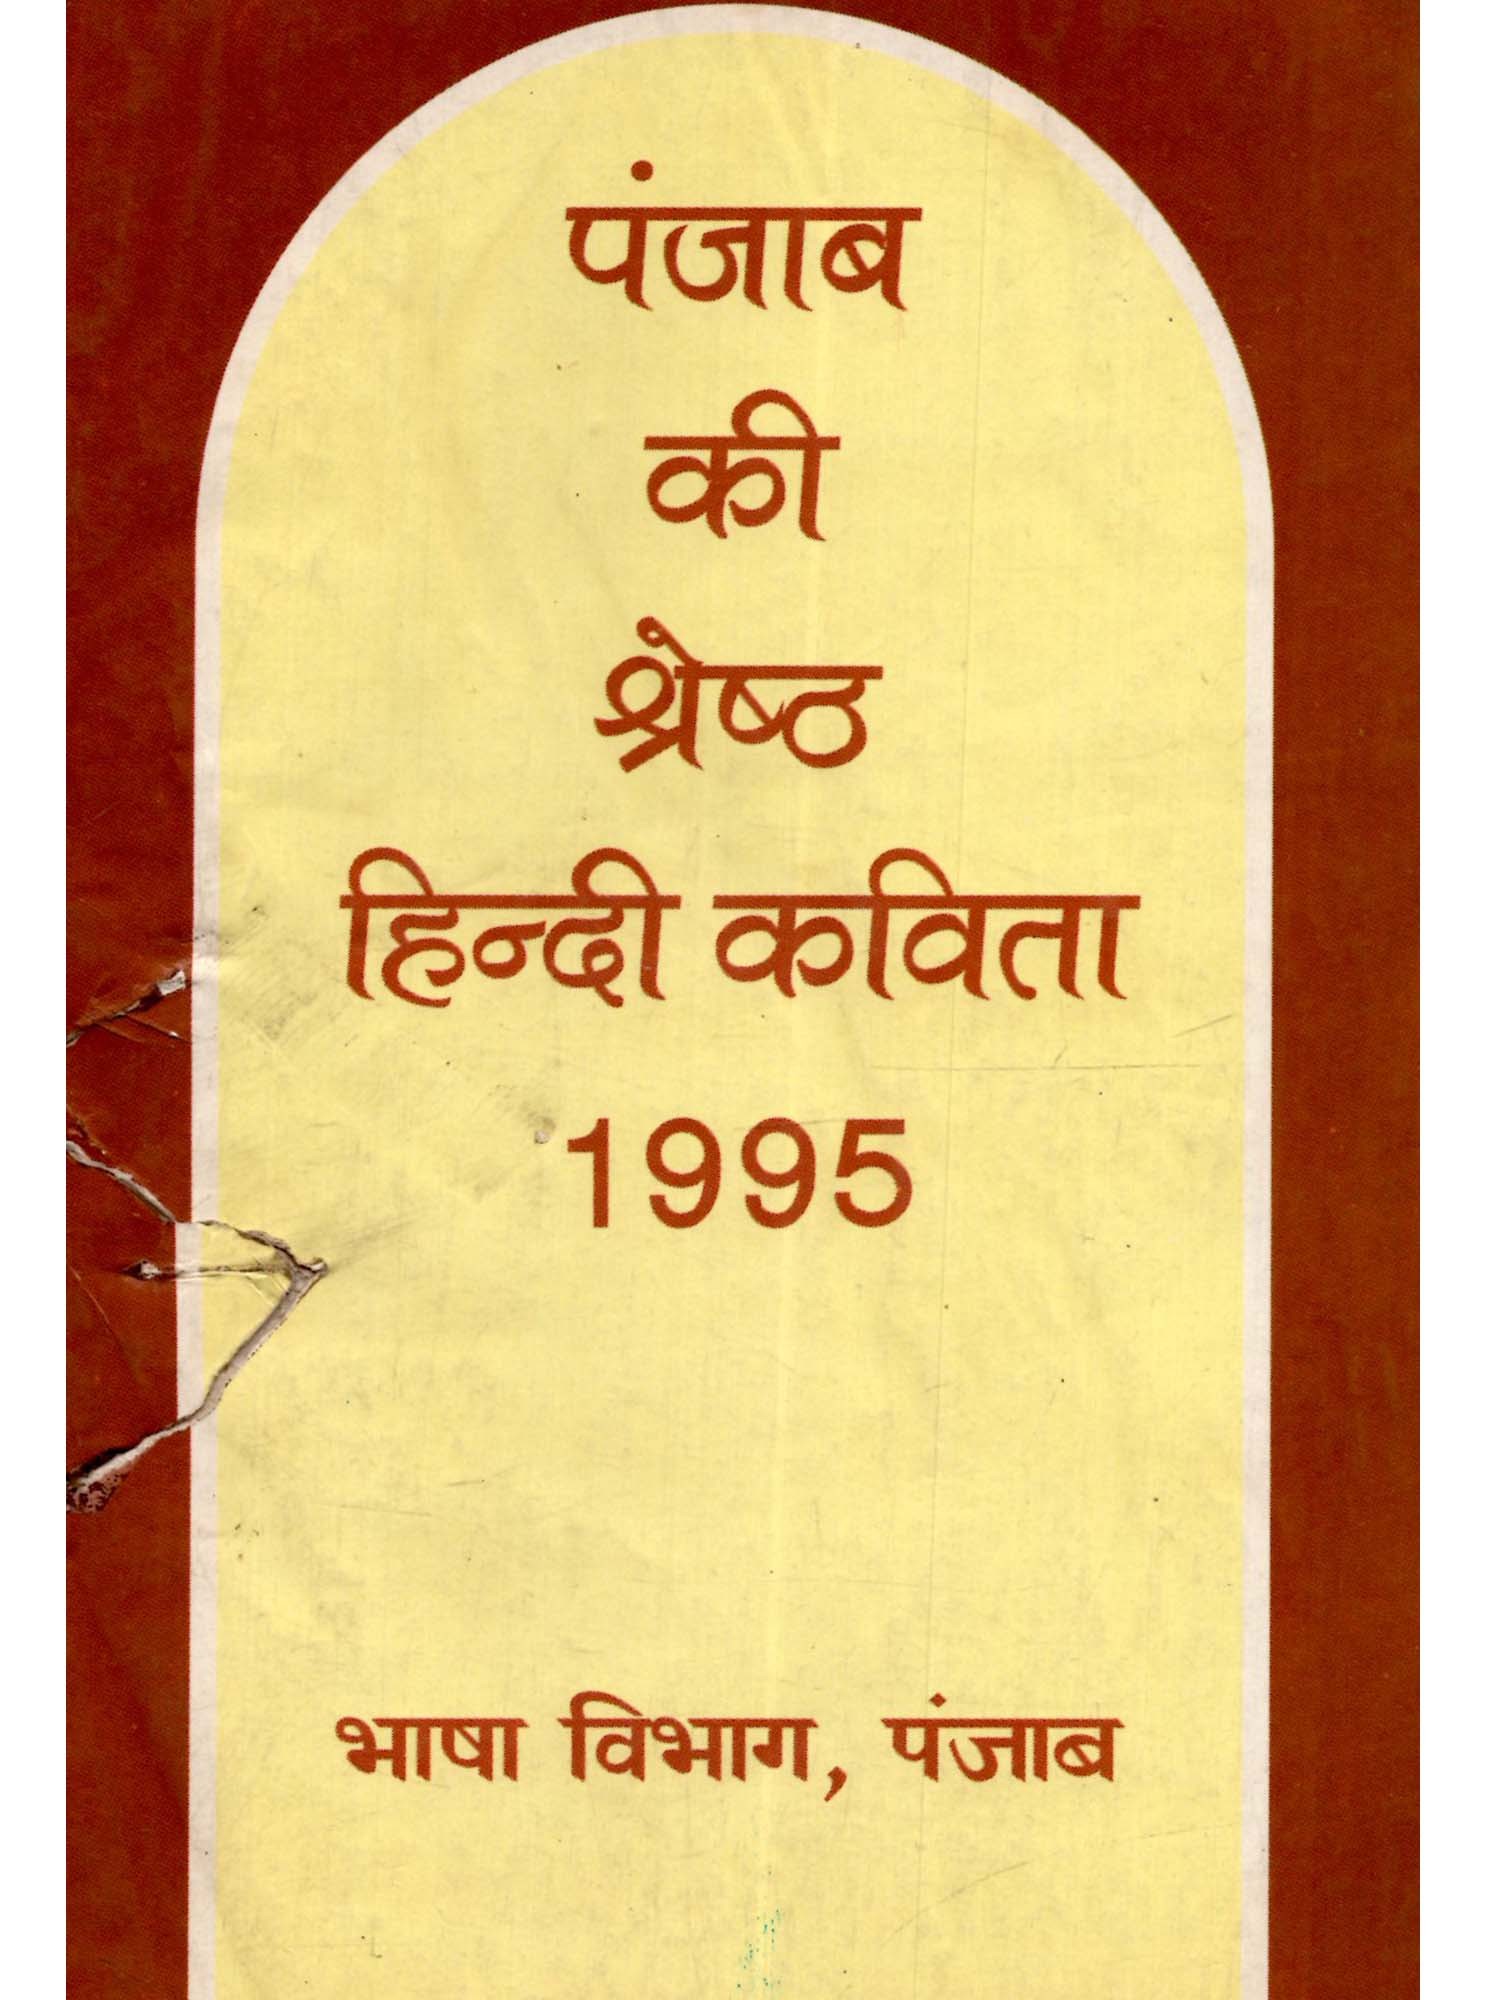 पंजाब
की
श्रेष्ठ
हिन्दी कविता
1995
भाषा विभाग, पंजाब